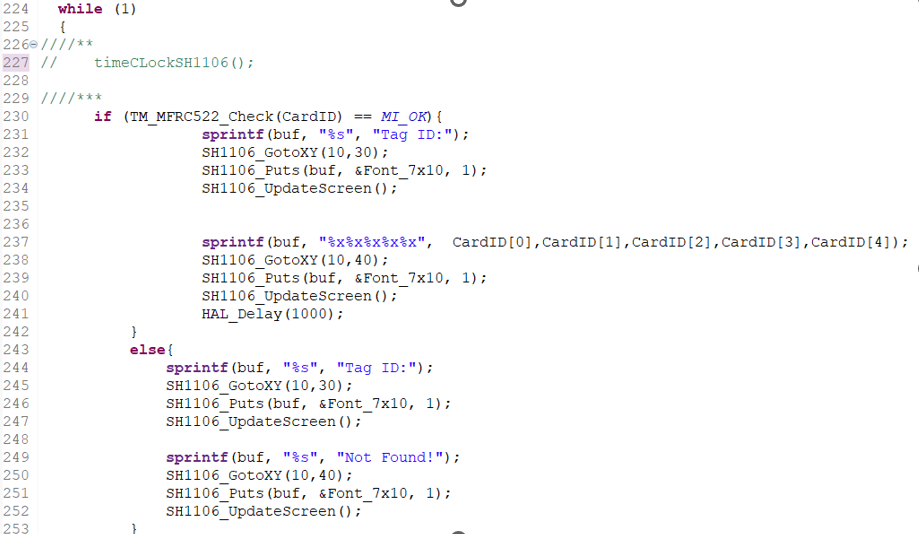 224 while (1)
225 {
226 ////**
227 // timeCLockSH1106();
228
229 ////***
230 if (TM_MFRC522_Check(CardID) == MI_OK){
231 sprintf(buf, "%s", "Tag ID:");
232 SH1106_GotoXY(10,30);
233 SH1106_Puts(buf, &Font_7x10, 1);
234 SH1106_UpdateScreen();
235
236
237 sprintf(buf, "%x%x%x%x%x", CardID[0],CardID[1],CardID[2],CardID[3],CardID[4]);
238 SH1106_GotoXY(10,40);
239 SH1106_Puts(buf, &Font_7x10, 1);
240 SH1106_UpdateScreen();
241 HAL_Delay(1000);
242 }
243 else{
244 sprintf(buf, "%s", "Tag ID:");
245 SH1106_GotoXY(10,30);
246 SH1106_Puts(buf, &Font_7x10, 1);
247 SH1106_UpdateScreen();
248
249 sprintf(buf, "%s", "Not Found!");
250 SH1106_GotoXY(10,40);
251 SH1106_Puts(buf, &Font_7x10, 1);
252 SH1106_UpdateScreen();
253 }